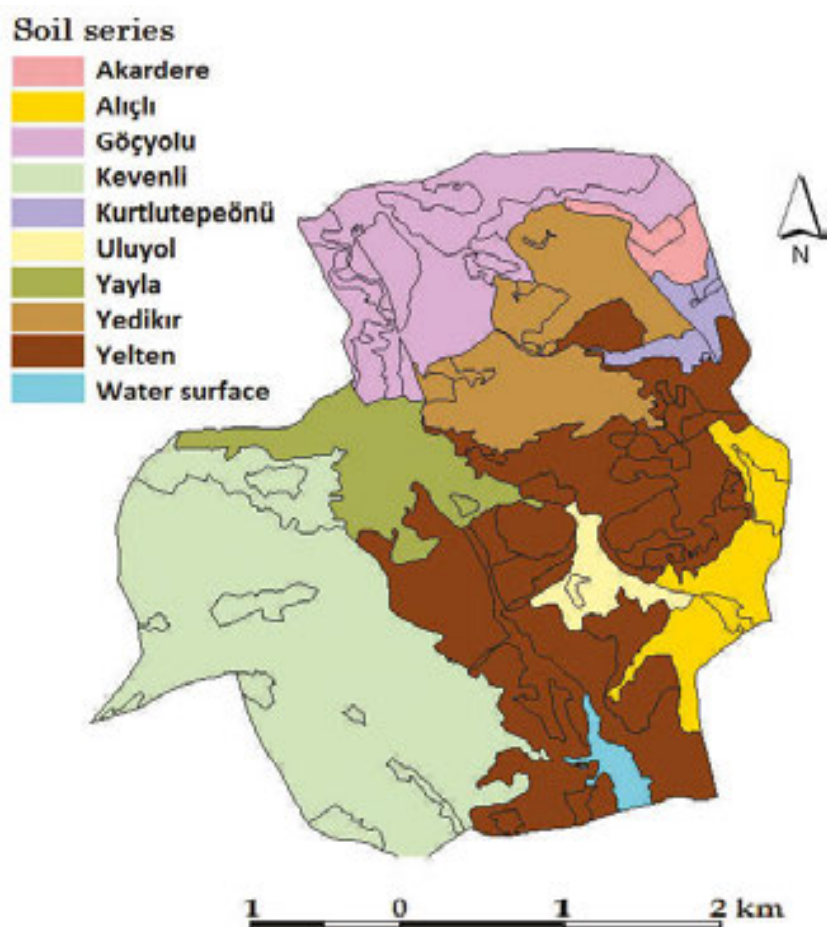 Soil series
Akardere
Alıçlı
Göçyolu
Kevenli
Kurtlutepeönü
Uluyol
Yayla
Yedikır
Yelten
Water surface
N
1 0 1 2 km